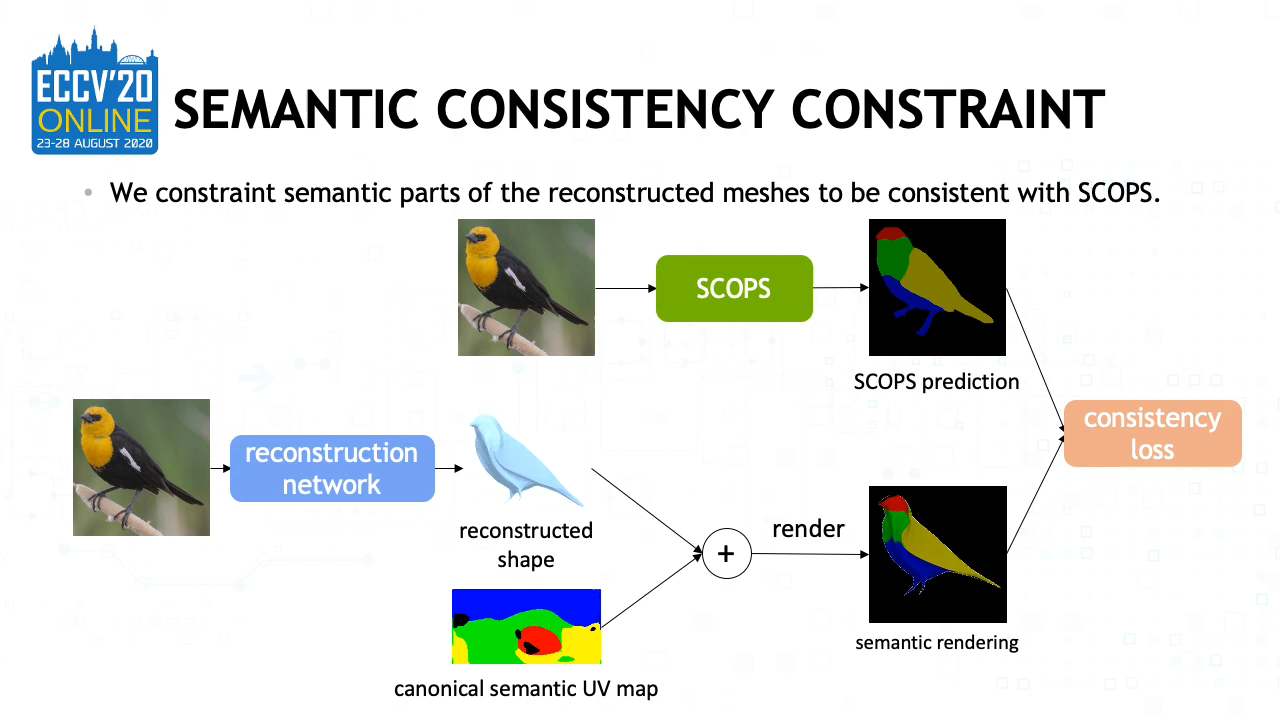 ECCV'20
ONLINE
23-28 AUGUST 2020
SEMANTIC CONSISTENCY CONSTRAINT
• We constraint semantic parts of the reconstructed meshes to be consistent with SCOPS.
SCOPS
SCOPS prediction
consistency
loss
reconstruction
network
reconstructed
shape
+
render
semantic rendering
canonical semantic UV map